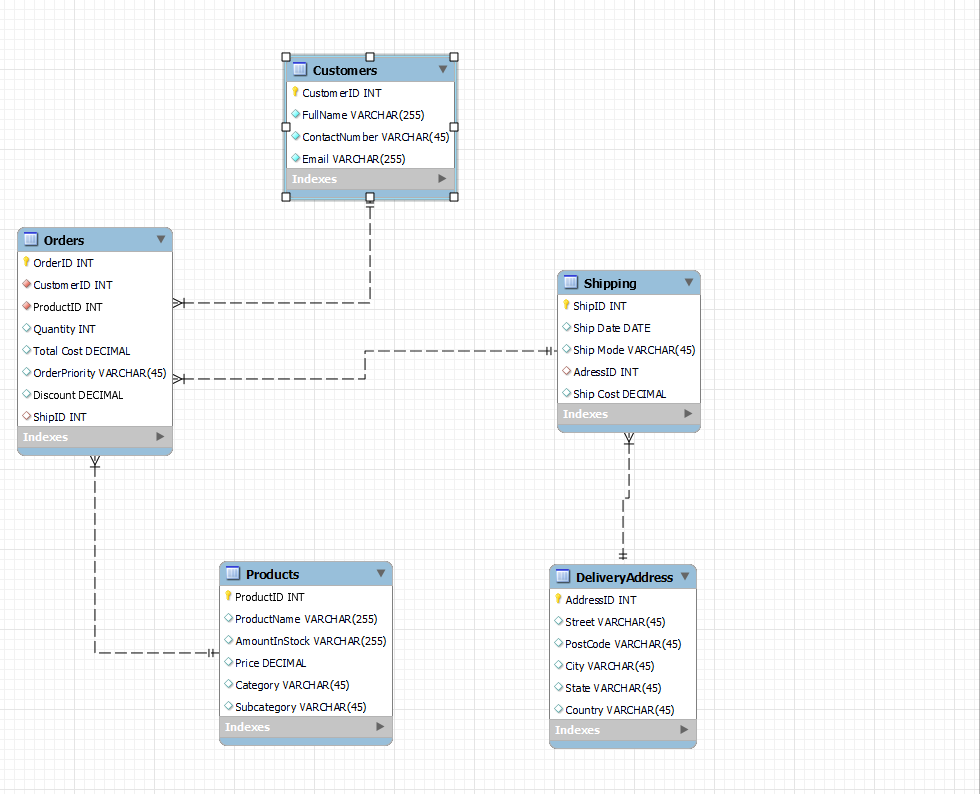 Customers
CustomerID INT
FullName VARCHAR(255)
ContactNumber VARCHAR(45)
Email VARCHAR(255)
Indexes
Orders
OrderID INT
CustomerID INT
ProductID INT
Quantity INT
Total Cost DECIMAL
OrderPriority VARCHAR(45)
Discount DECIMAL
ShipID INT
Indexes
Shipping
ShipID INT
Ship Date DATE
Ship Mode VARCHAR(45)
AdressID INT
Ship Cost DECIMAL
Indexes
Products
ProductID INT
ProductName VARCHAR(255)
AmountInStock VARCHAR(255)
Price DECIMAL
Category VARCHAR(45)
Subcategory VARCHAR(45)
Indexes
DeliveryAddress
AddressID INT
Street VARCHAR(45)
PostCode VARCHAR(45)
City VARCHAR(45)
State VARCHAR(45)
Country VARCHAR(45)
Indexes